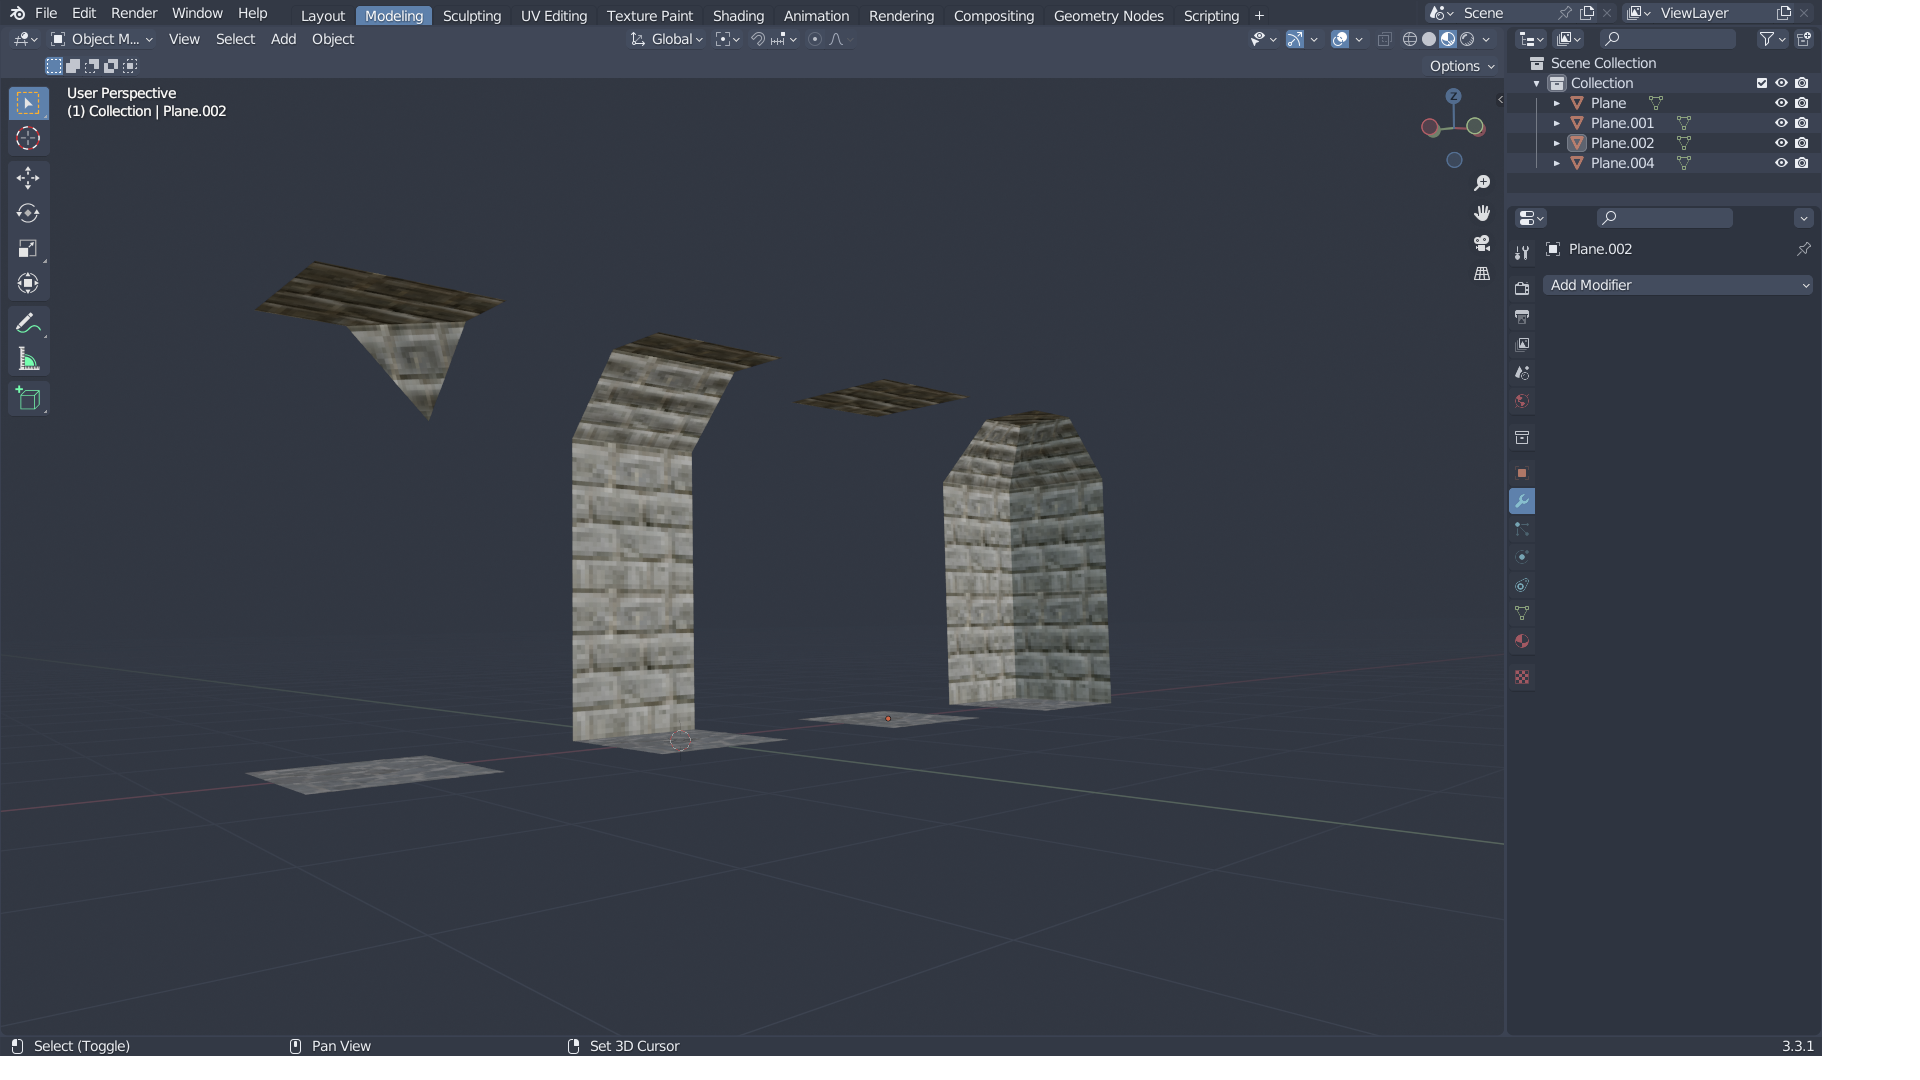 File Edit Render Window Help Layout Modeling Sculpting UV Editing Texture Paint Shading Animation Rendering Compositing Geometry Nodes Scripting + Scene ViewLayer
Object M... View Select Add Object Global
Options
User Perspective
(1) Collection | Plane.002
Z
Scene Collection
Collection
Plane
Plane.001
Plane.002
Plane.004
Plane.002
Add Modifier
Select (Toggle) Pan View Set 3D Cursor 3.3.1